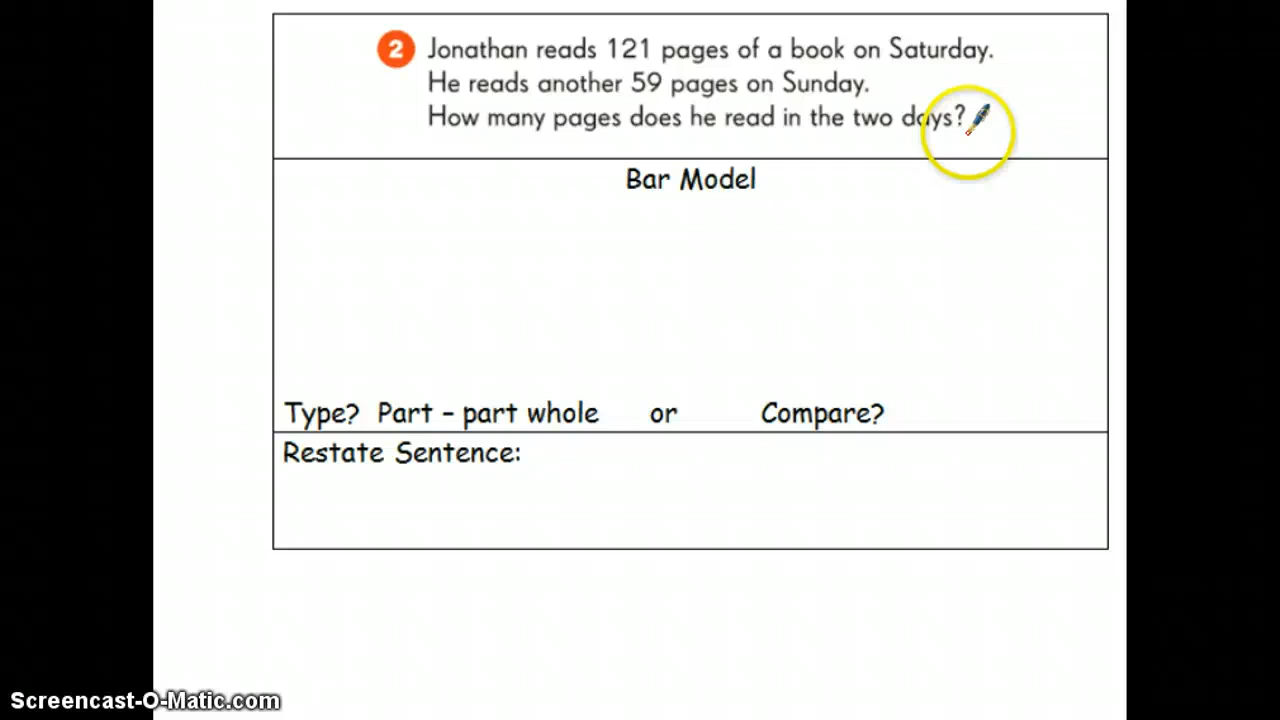 2 Jonathan reads 121 pages of a book on Saturday.
He reads another 59 pages on Sunday.
How many pages does he read in the two days?
Bar Model
Type? Part – part whole or Compare?
Restate Sentence:
Screencast-O-Matic.com